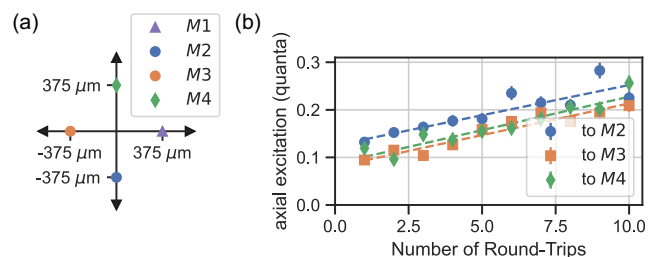 (a)
M1
M2
M3
M4
375 μm
-375 μm
375 μm
-375 μm
(b)
axial excitation (quanta)
0.3
0.2
0.1
0.0
to M2
to M3
to M4
0.0
2.5
5.0
7.5
10.0
Number of Round-Trips